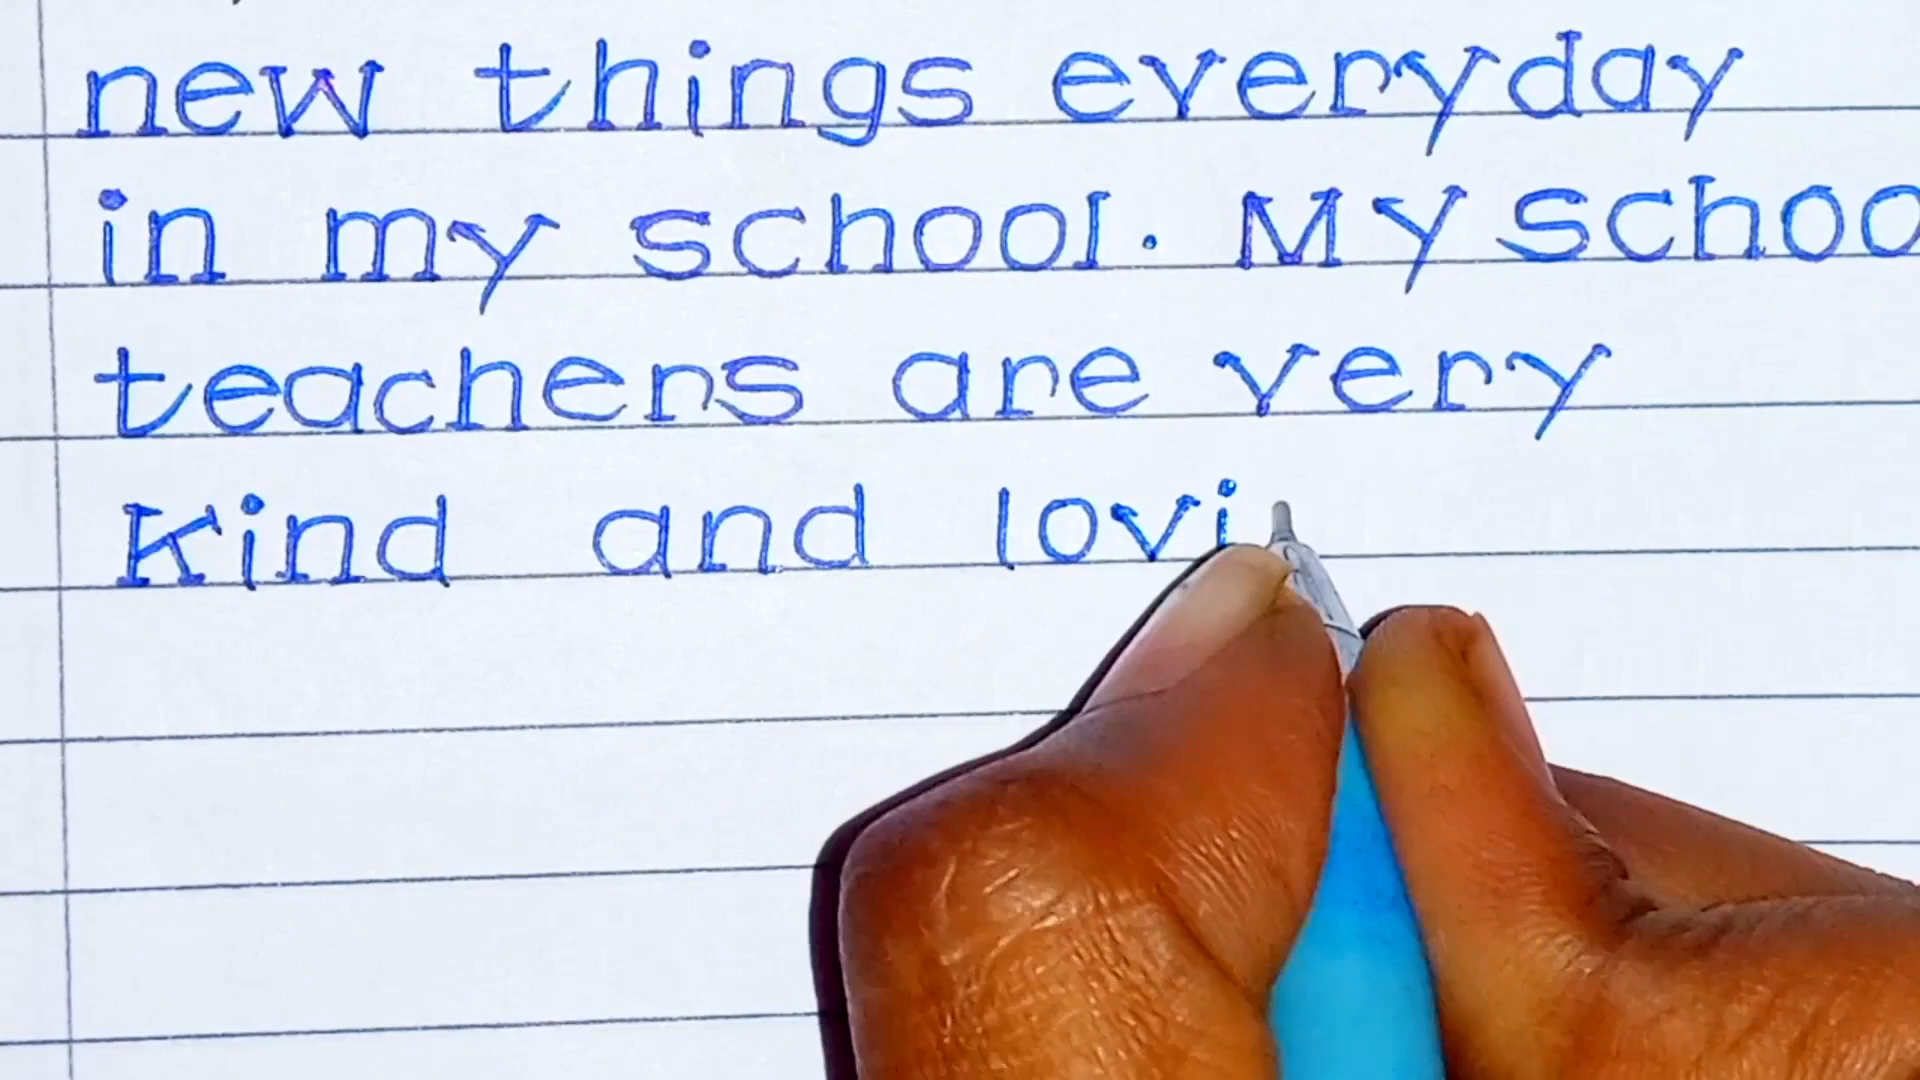 new things everyday
in my school. My schoo
teachers are very
Kind and lovi